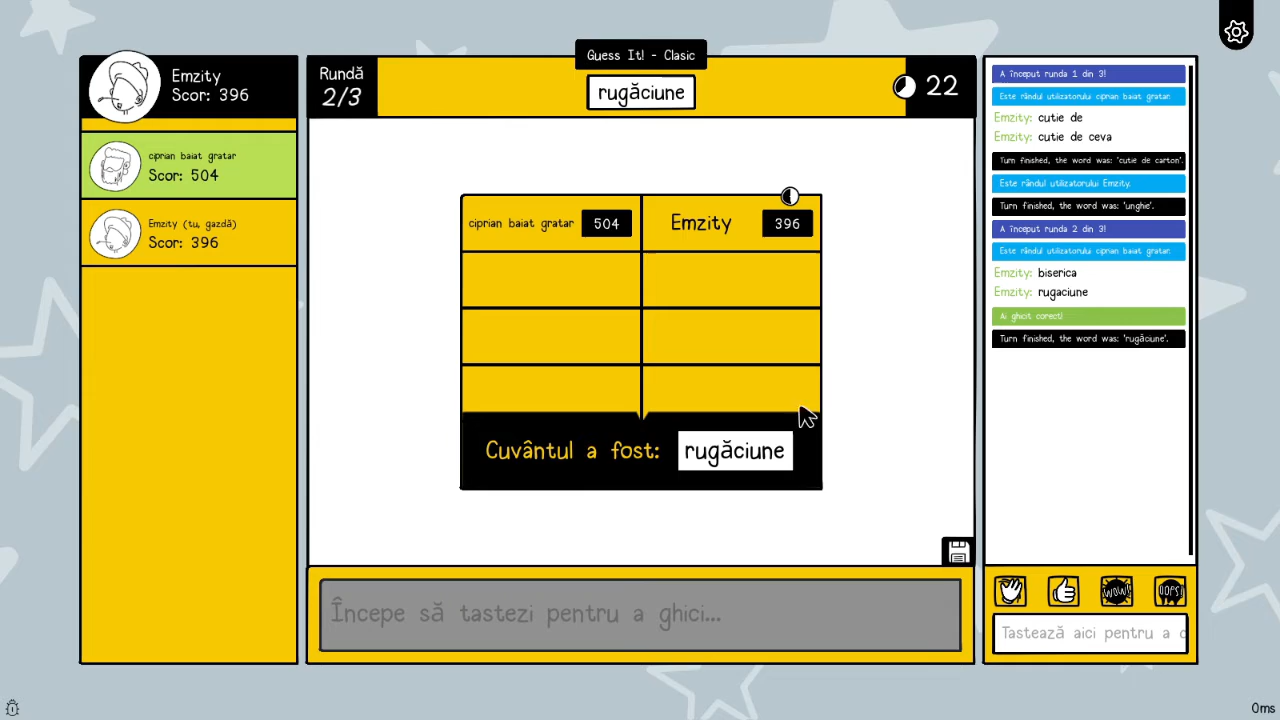 Guess It! - Clasic
Emzity
Scor: 396
Rundă
2/3
rugăciune
22
ciprian baiat gratar
Scor: 504
Emzity (tu, gazdă)
Scor: 396
ciprian baiat gratar 504 Emzity 396
Cuvântul a fost: rugăciune
Începe să tastezi pentru a ghici...
A început runda 1 din 3!
Este rândul utilizatorului ciprian baiat gratar.
Emzity: cutie de
Emzity: cutie de ceva
Turn finished, the word was: 'cutie de carton'.
Este rândul utilizatorului Emzity.
Turn finished, the word was: 'unghie'.
A început runda 2 din 3!
Este rândul utilizatorului ciprian baiat gratar.
Emzity: biserica
Emzity: rugaciune
Ai ghicit corect!
Turn finished, the word was: 'rugăciune'.
WOW! OOPS!
Tastează aici pentru a c
0ms